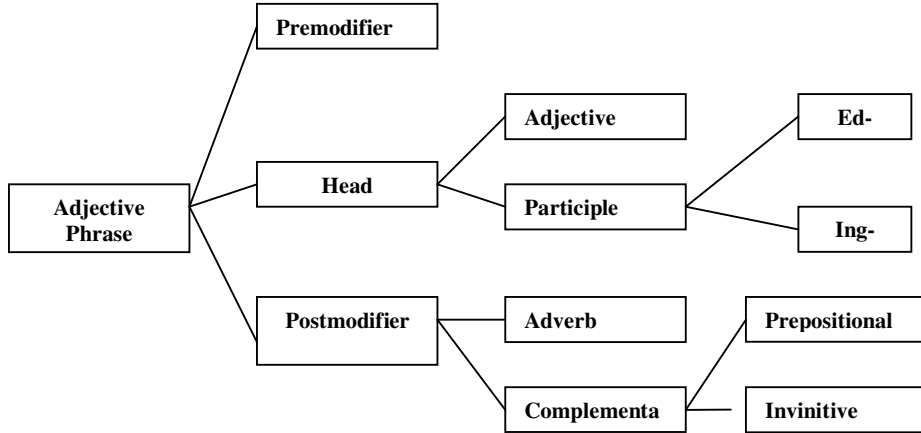 Premodifier
Adjective
Ed-
Head
Adjective
Phrase
Participle
Ing-
Postmodifier
Adverb
Prepositional
Complementa
Invinitive